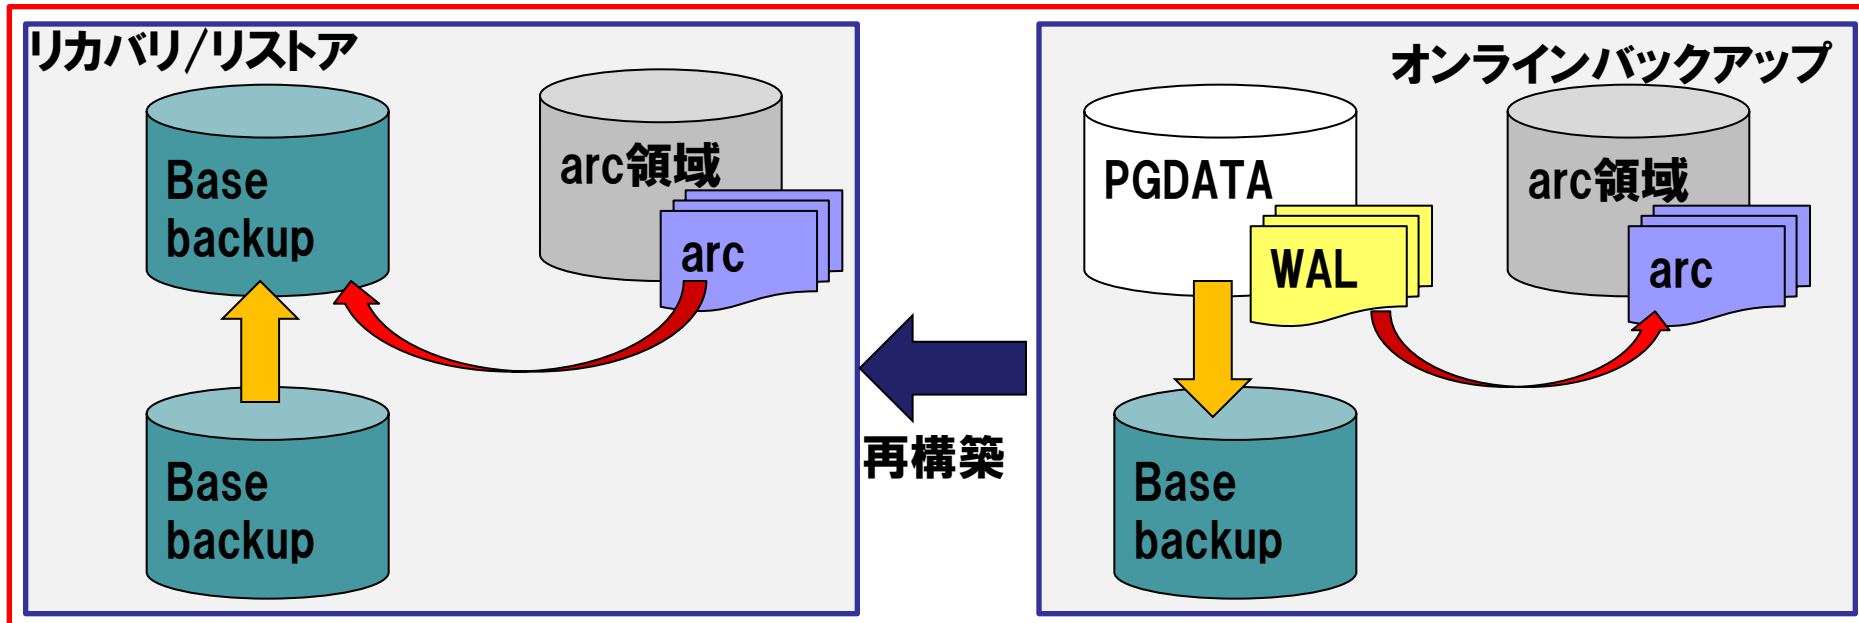 リカバリ/リストア
Base
backup
arc領域
arc
Base
backup
再構築
オンラインバックアップ
PGDATA
WAL
arc領域
arc
Base
backup